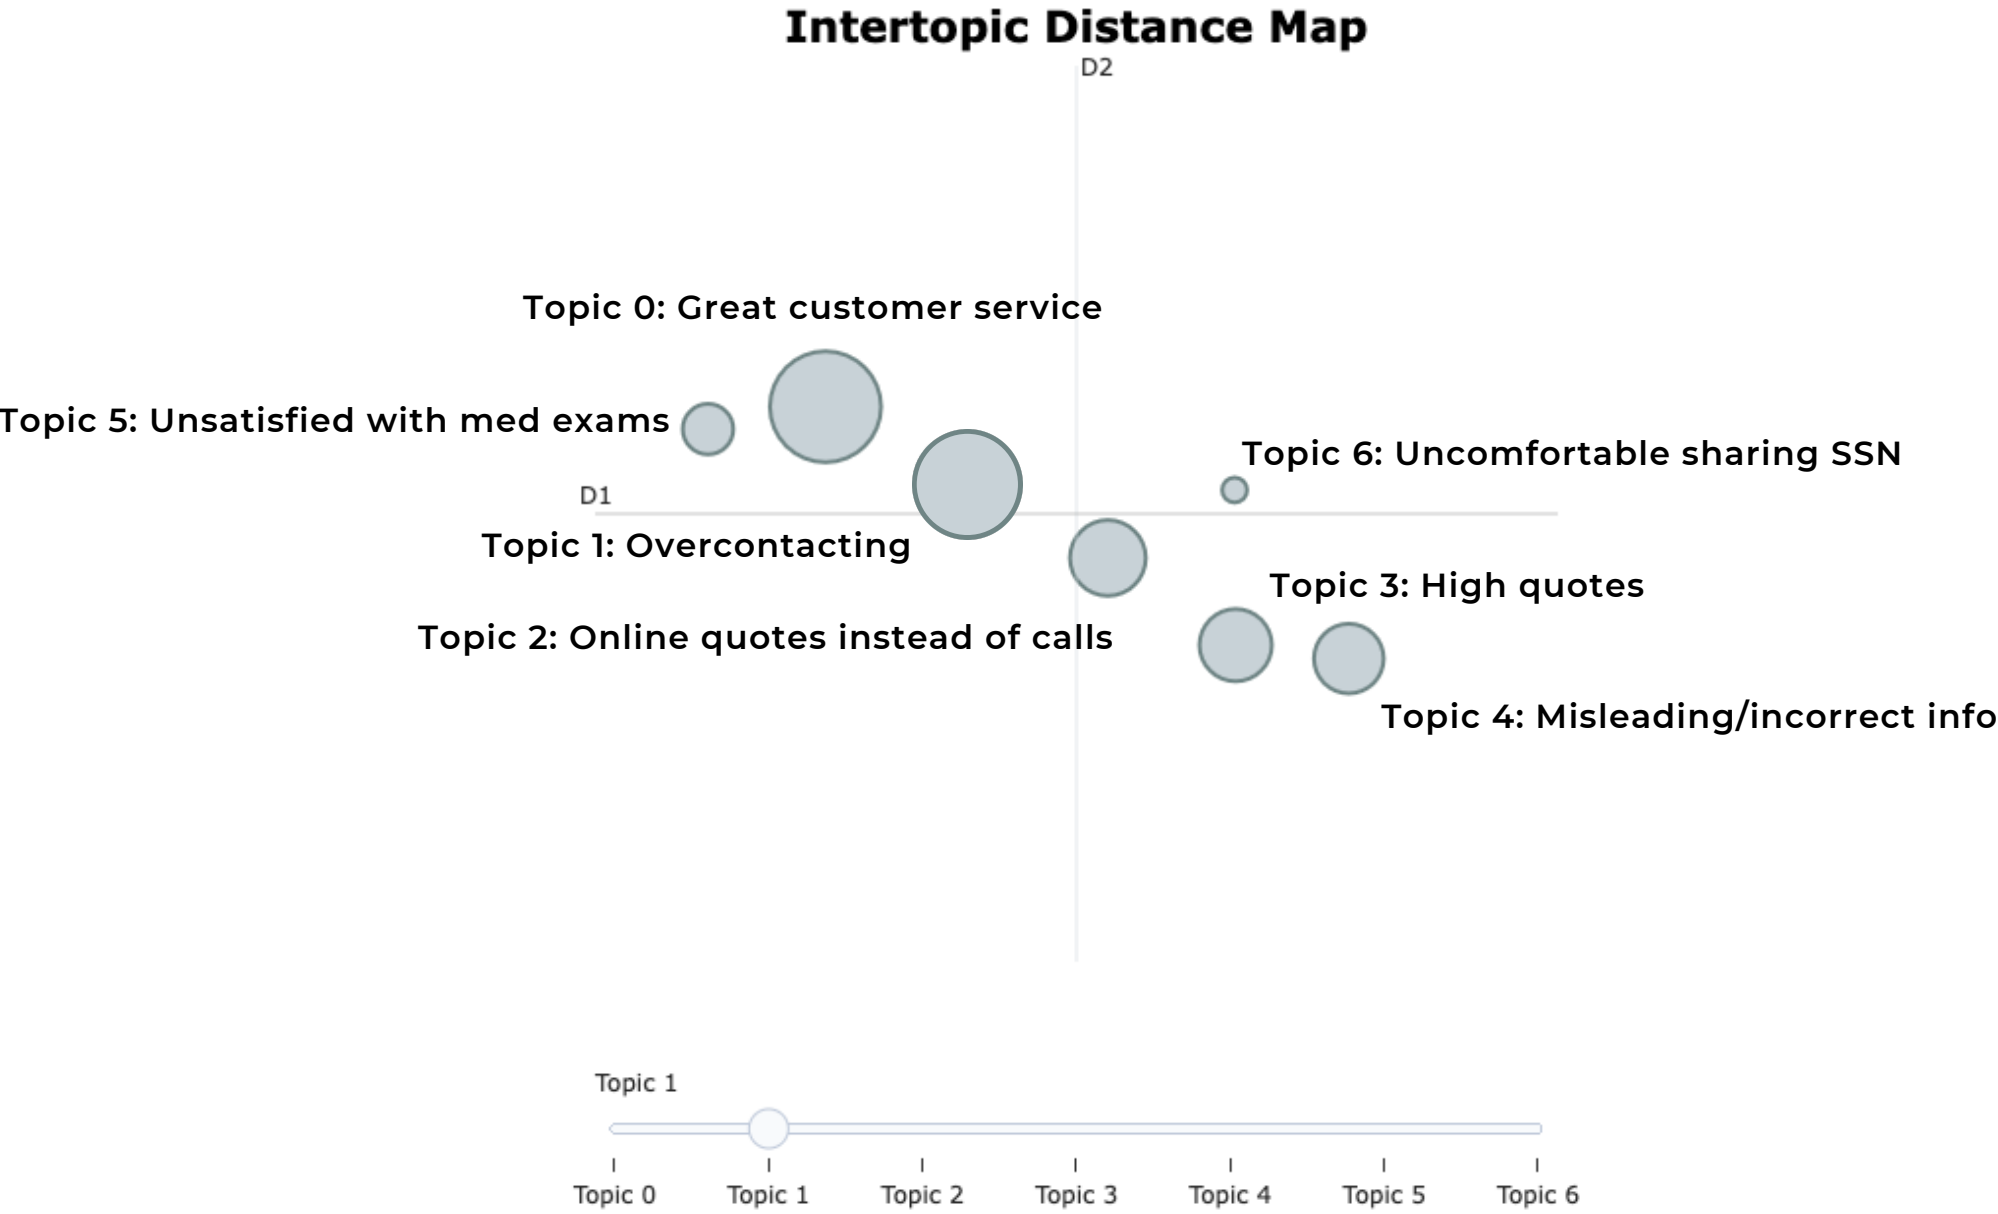 Intertopic Distance Map
D2
Topic 0: Great customer service
Topic 5: Unsatisfied with med exams
Topic 6: Uncomfortable sharing SSN
D1
Topic 1: Overcontacting
Topic 3: High quotes
Topic 2: Online quotes instead of calls
Topic 4: Misleading/incorrect info
Topic 1
Topic 0 Topic 1 Topic 2 Topic 3 Topic 4 Topic 5 Topic 6